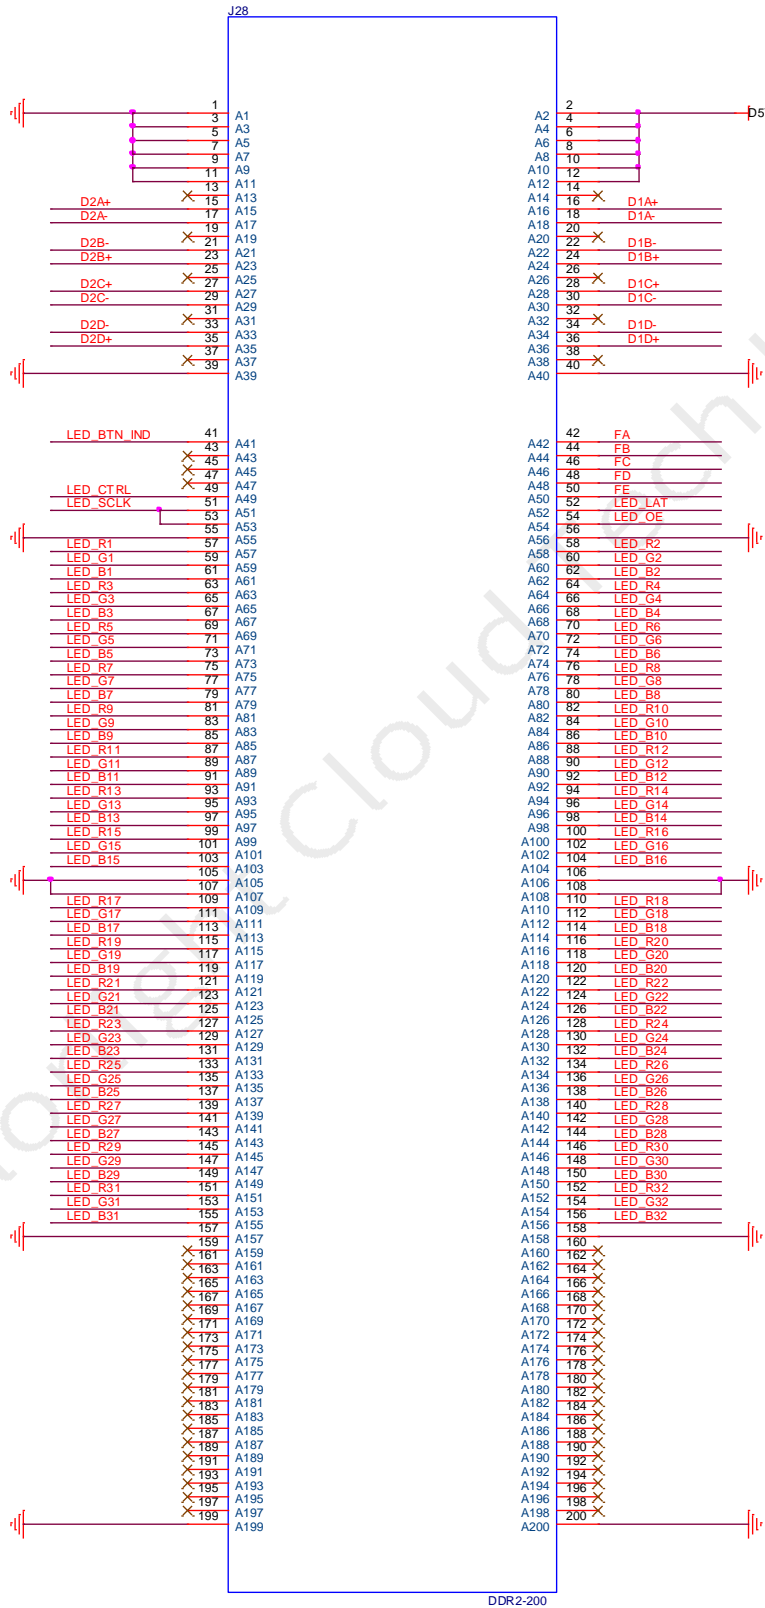 J28
1 A1 A2 2 D5
3 A3 A4 4
5 A5 A6 6
7 A7 A8 8
9 A9 A10 10
11 A11 A12 12
13 A13 A14 14
D2A+ 15 A15 A16 16 D1A+
D2A- 17 A17 A18 18 D1A-
19 A19 A20 20
D2B- 21 A21 A22 22 D1B-
D2B+ 23 A23 A24 24 D1B+
25 A25 A26 26
D2C+ 27 A27 A28 28 D1C+
D2C- 29 A29 A30 30 D1C-
31 A31 A32 32
D2D- 33 A33 A34 34 D1D-
D2D+ 35 A35 A36 36 D1D+
37 A37 A38 38
39 A39 A40 40
LED_BTN_IND 41 A41 A42 42 FA
43 A43 A44 44 FB
45 A45 A46 46 FC
47 A47 A48 48 FD
LED_CTRL 49 A49 A50 50 FE
LED_SCLK 51 A51 A52 52 LED_LAT
53 A53 A54 54 LED_OE
55 A55 A56 56
LED_R1 57 A57 A58 58 LED_R2
LED_G1 59 A59 A60 60 LED_G2
LED_B1 61 A61 A62 62 LED_B2
LED_R3 63 A63 A64 64 LED_R4
LED_G3 65 A65 A66 66 LED_G4
LED_B3 67 A67 A68 68 LED_B4
LED_R5 69 A69 A70 70 LED_R6
LED_G5 71 A71 A72 72 LED_G6
LED_B5 73 A73 A74 74 LED_B6
LED_R7 75 A75 A76 76 LED_R8
LED_G7 77 A77 A78 78 LED_G8
LED_B7 79 A79 A80 80 LED_B8
LED_R9 81 A81 A82 82 LED_R10
LED_G9 83 A83 A84 84 LED_G10
LED_B9 85 A85 A86 86 LED_B10
LED_R11 87 A87 A88 88 LED_R12
LED_G11 89 A89 A90 90 LED_G12
LED_B11 91 A91 A92 92 LED_B12
LED_R13 93 A93 A94 94 LED_R14
LED_G13 95 A95 A96 96 LED_G14
LED_B13 97 A97 A98 98 LED_B14
LED_R15 99 A99 A100 100 LED_R16
LED_G15 101 A101 A102 102 LED_G16
LED_B15 103 A103 A104 104 LED_B16
105 A105 A106 106
107 A107 A108 108
LED_R17 109 A109 A110 110 LED_R18
LED_G17 111 A111 A112 112 LED_G18
LED_B17 113 A113 A114 114 LED_B18
LED_R19 115 A115 A116 116 LED_R20
LED_G19 117 A117 A118 118 LED_G20
LED_B19 119 A119 A120 120 LED_B20
LED_R21 121 A121 A122 122 LED_R22
LED_G21 123 A123 A124 124 LED_G22
LED_B21 125 A125 A126 126 LED_B22
LED_R23 127 A127 A128 128 LED_R24
LED_G23 129 A129 A130 130 LED_G24
LED_B23 131 A131 A132 132 LED_B24
LED_R25 133 A133 A134 134 LED_R26
LED_G25 135 A135 A136 136 LED_G26
LED_B25 137 A137 A138 138 LED_B26
LED_R27 139 A139 A140 140 LED_R28
LED_G27 141 A141 A142 142 LED_G28
LED_B27 143 A143 A144 144 LED_B28
LED_R29 145 A145 A146 146 LED_R30
LED_G29 147 A147 A148 148 LED_G30
LED_B29 149 A149 A150 150 LED_B30
LED_R31 151 A151 A152 152 LED_R32
LED_G31 153 A153 A154 154 LED_G32
LED_B31 155 A155 A156 156 LED_B32
157 A157 A158 158
159 A159 A160 160
161 A161 A162 162
163 A163 A164 164
165 A165 A166 166
167 A167 A168 168
169 A169 A170 170
171 A171 A172 172
173 A173 A174 174
175 A175 A176 176
177 A177 A178 178
179 A179 A180 180
181 A181 A182 182
183 A183 A184 184
185 A185 A186 186
187 A187 A188 188
189 A189 A190 190
191 A191 A192 192
193 A193 A194 194
195 A195 A196 196
197 A197 A198 198
199 A199 A200 200
DDR2-200
Cloud Tech